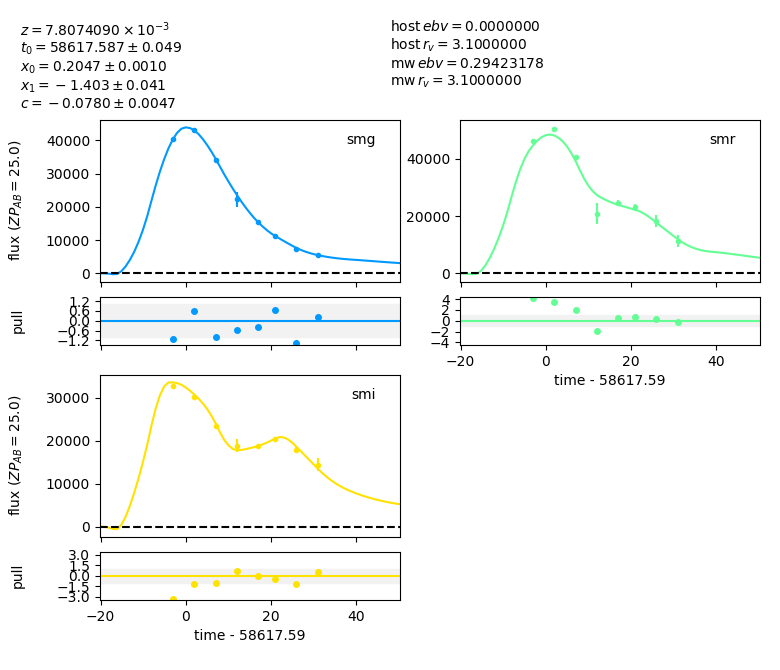 z = 7.8074090 × 10⁻³
t₀ = 58617.587 ± 0.049
x₀ = 0.2047 ± 0.0010
x₁ = −1.403 ± 0.041
c = −0.0780 ± 0.0047
host ebv = 0.0000000
host r_v = 3.1000000
mw ebv = 0.29423178
mw r_v = 3.1000000
flux (ZP_AB = 25.0)
40000
30000
20000
10000
0
smg
pull
1.2
0.6
0.0
−0.6
−1.2
40000
20000
0
smr
4
2
0
−2
−4
−20
0
20
40
time - 58617.59
flux (ZP_AB = 25.0)
30000
20000
10000
0
smi
pull
3.0
1.5
0.0
−1.5
−3.0
−20
0
20
40
time - 58617.59